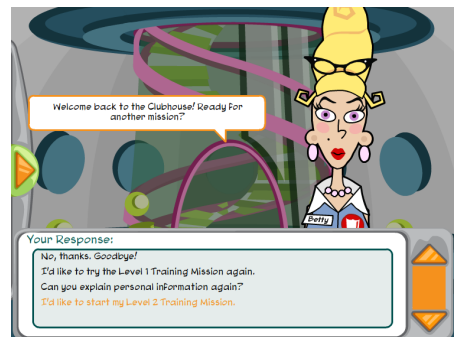 Welcome back to the Clubhouse! Ready for
another mission?
Betty
Your Response:
No, thanks. Goodbye!
I'd like to try the Level 1 Training Mission again.
Can you explain personal information again?
I'd like to start my Level 2 Training Mission.